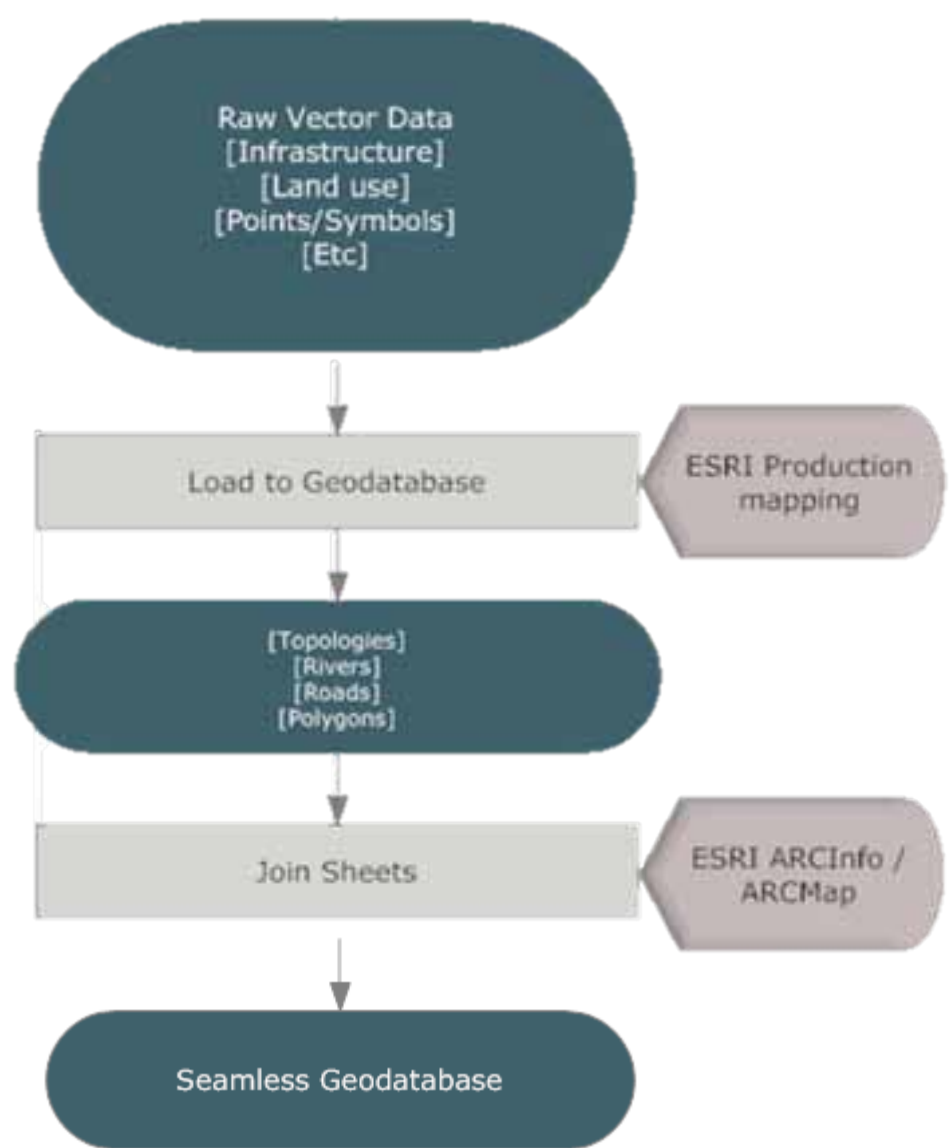 Raw Vector Data
[Infrastructure]
[Land use]
[Points/Symbols]
[Etc]
Load to Geodatabase
ESRI Production
mapping
[Topologies]
[Rivers]
[Roads]
[Polygons]
Join Sheets
ESRI ARCInfo /
ARCMap
Seamless Geodatabase